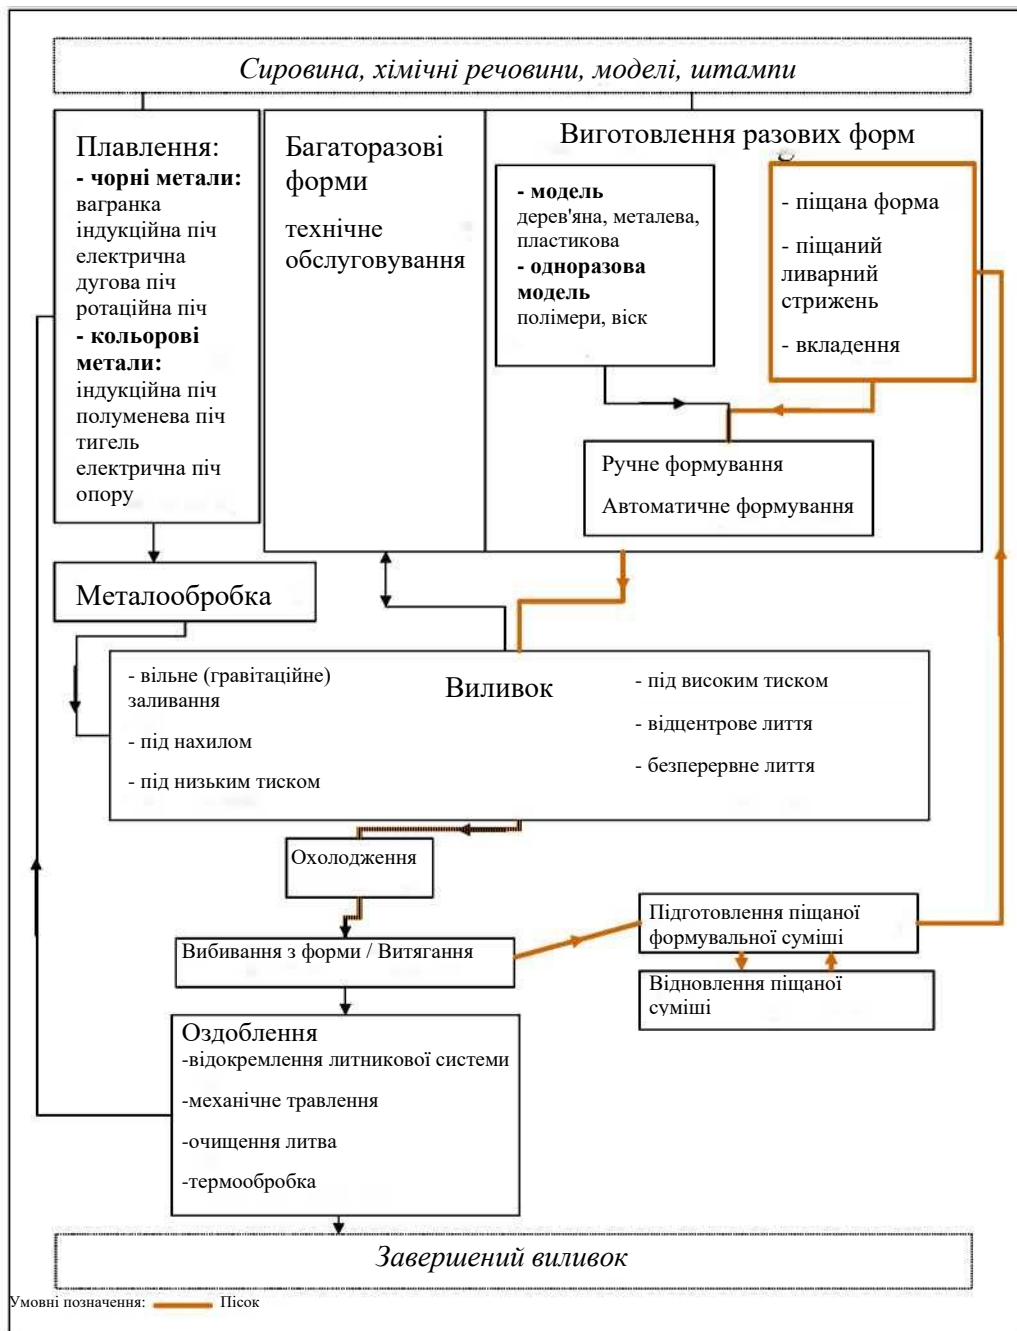 Сировина, хімічні речовини, моделі, штампи
Плавлення:
- чорні метали:
вагранка
індукційна піч
електрична
дугова піч
ротаційна піч
- кольорові
метали:
індукційна піч
полуменева піч
тигель
електрична піч
опору
Багаторазові
форми
технічне
обслуговування
Виготовлення разових форм
- модель
дерев'яна, металева,
пластикова
- одноразова
модель
полімери, віск
- піщана форма
- піщаний
ливарний
стрижень
- вкладення
Ручне формування
Автоматичне формування
Металообробка
- вільне (гравітаційне)
заливання
- під нахилом
- під низьким тиском
Виливок
- під високим тиском
- відцентрове лиття
- безперервне лиття
Охолодження
Вибивання з форми / Витягання
Підготовлення піщаної
формувальної суміші
Відновлення піщаної
суміші
Оздоблення
-відокремлення литникової системи
-механічне травлення
-очищення литва
-термообробка
Завершений виливок
Умовні позначення: Пісок